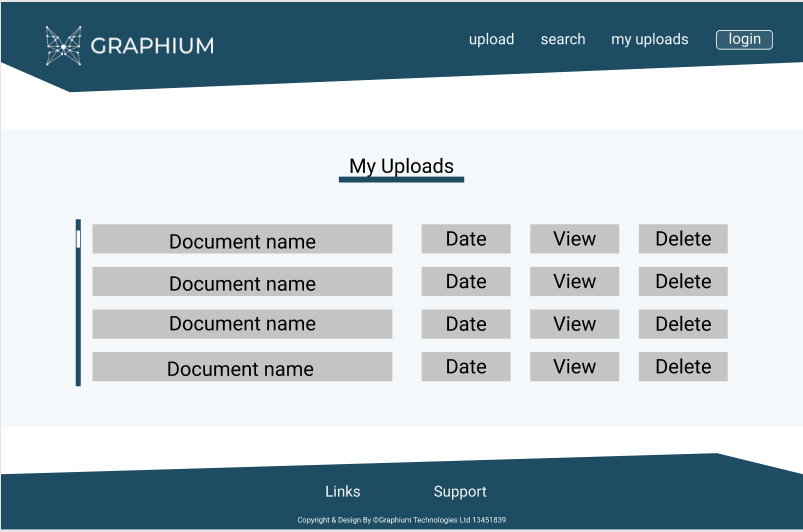 GRAPHIUM upload search my uploads login
My Uploads
Document name Date View Delete
Document name Date View Delete
Document name Date View Delete
Document name Date View Delete
Links Support
Copyright & Design By ©Graphium Technologies Ltd 13451839